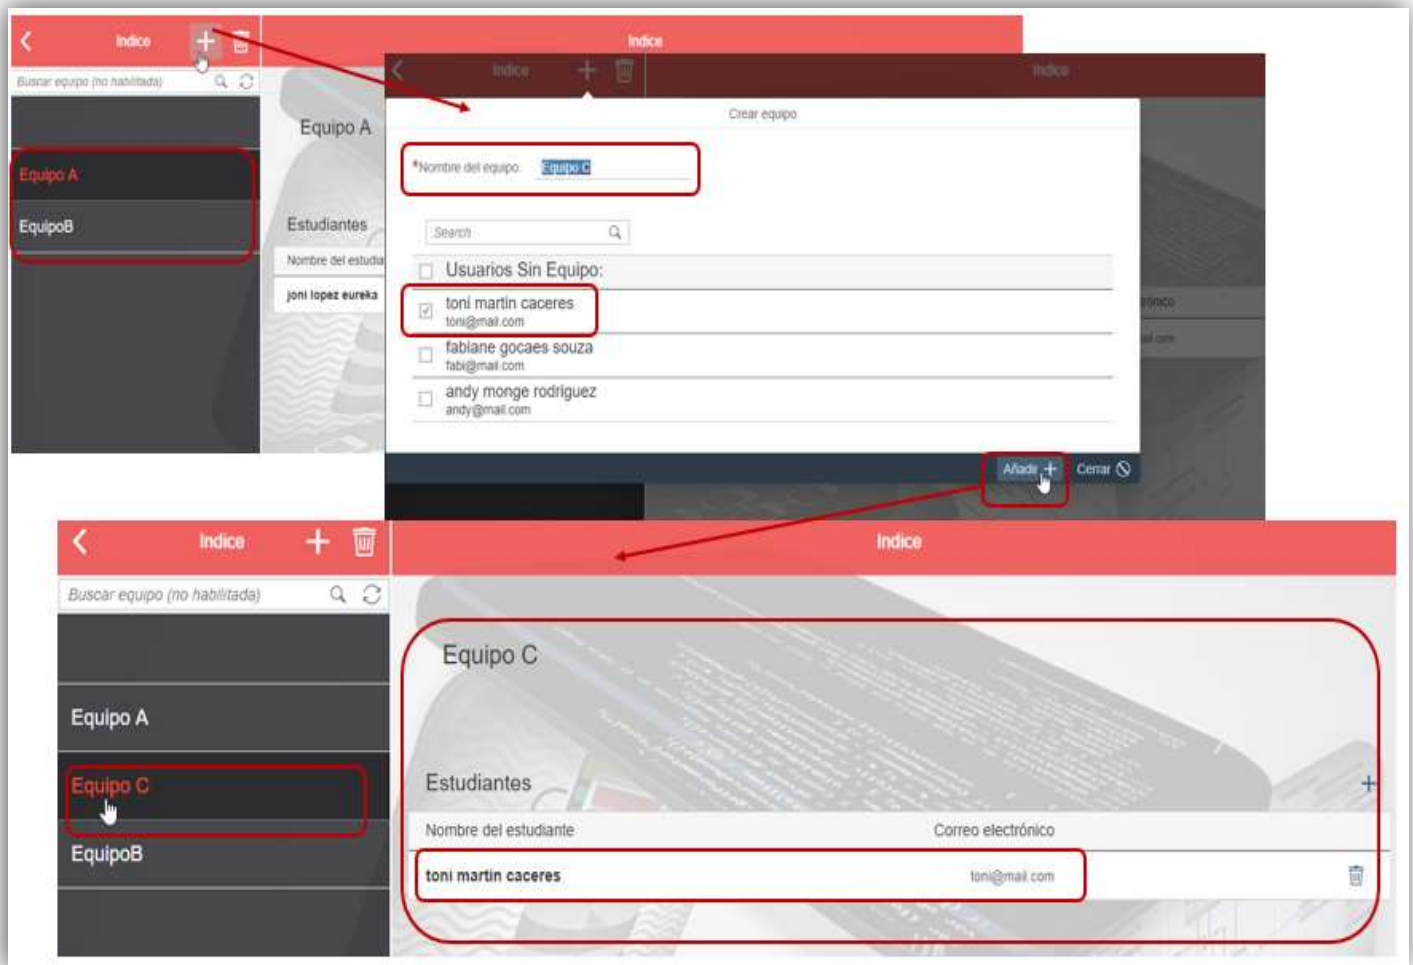 Indice
Indice
Buscar equipo (no habilitada)
Equipo A
EquipoB
Equipo A
Estudiantes
Nombre del estudia
joni lopez eureka
Indice
Indice
Crear equipo
*Nombre del equipo: Equipo C
Search
Usuarios Sin Equipo:
toni martin caceres
toni@mail.com
fabiane gocaes souza
fabi@mail.com
andy monge rodriguez
andy@mail.com
Añadir
Cerrar
Indice
Indice
Buscar equipo (no habilitada)
Equipo A
Equipo C
EquipoB
Equipo C
Estudiantes
Nombre del estudiante Correo electrónico
toni martin caceres toni@mail.com